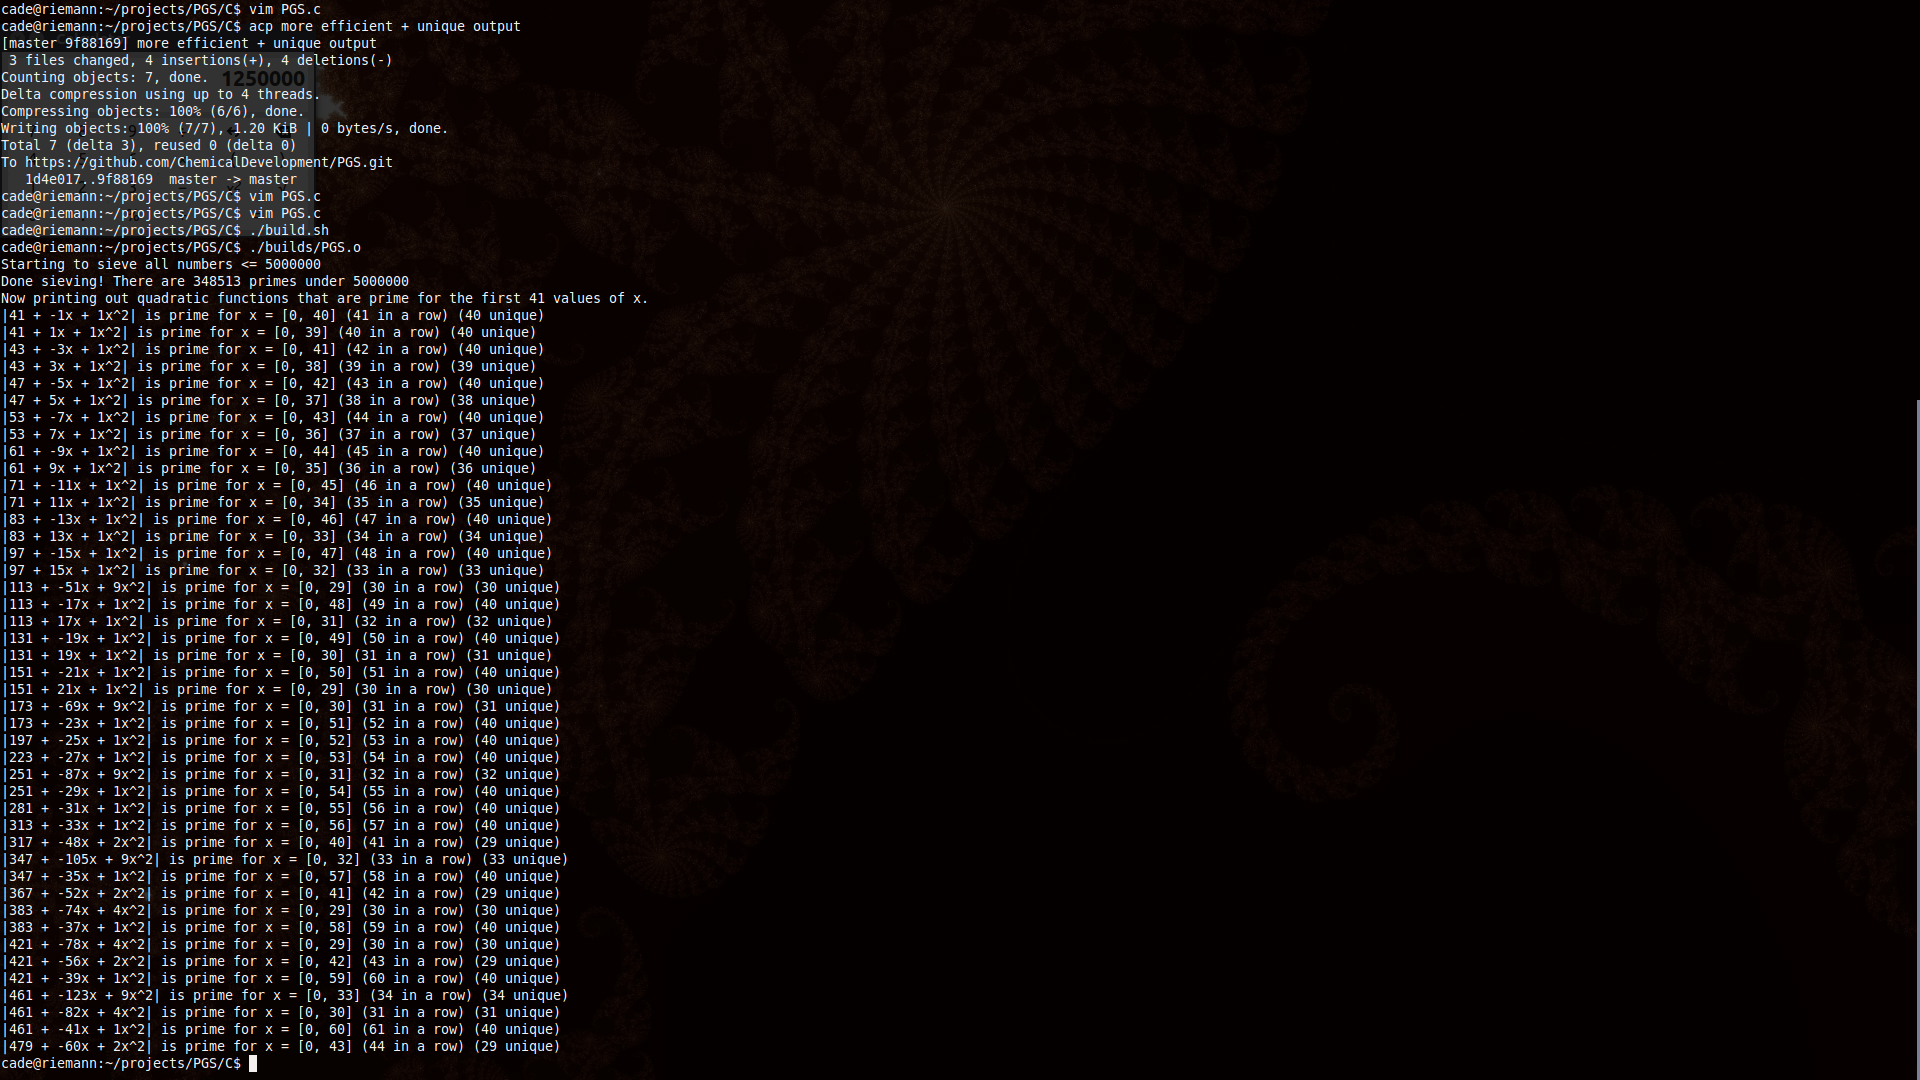 cade@riemann:~/projects/PGS/C$ vim PGS.c
cade@riemann:~/projects/PGS/C$ acp more efficient + unique output
[master 9f88169] more efficient + unique output
 3 files changed, 4 insertions(+), 4 deletions(-)
Counting objects: 7, done.
1250000
Delta compression using up to 4 threads.
Compressing objects: 100% (6/6), done.
Writing objects: 100% (7/7), 1.20 KiB | 0 bytes/s, done.
Total 7 (delta 3), reused 0 (delta 0)
To https://github.com/ChemicalDevelopment/PGS.git
   1d4e017..9f88169  master -> master
cade@riemann:~/projects/PGS/C$ vim PGS.c
cade@riemann:~/projects/PGS/C$ vim PGS.c
cade@riemann:~/projects/PGS/C$ ./build.sh
cade@riemann:~/projects/PGS/C$ ./builds/PGS.o
Starting to sieve all numbers <= 5000000
Done sieving! There are 348513 primes under 5000000
Now printing out quadratic functions that are prime for the first 41 values of x.
|41 + -1x + 1x^2| is prime for x = [0, 40] (41 in a row) (40 unique)
|41 + 1x + 1x^2| is prime for x = [0, 39] (40 in a row) (40 unique)
|43 + -3x + 1x^2| is prime for x = [0, 41] (42 in a row) (40 unique)
|43 + 3x + 1x^2| is prime for x = [0, 38] (39 in a row) (39 unique)
|47 + -5x + 1x^2| is prime for x = [0, 42] (43 in a row) (40 unique)
|47 + 5x + 1x^2| is prime for x = [0, 37] (38 in a row) (38 unique)
|53 + -7x + 1x^2| is prime for x = [0, 43] (44 in a row) (40 unique)
|53 + 7x + 1x^2| is prime for x = [0, 36] (37 in a row) (37 unique)
|61 + -9x + 1x^2| is prime for x = [0, 44] (45 in a row) (40 unique)
|61 + 9x + 1x^2| is prime for x = [0, 35] (36 in a row) (36 unique)
|71 + -11x + 1x^2| is prime for x = [0, 45] (46 in a row) (40 unique)
|71 + 11x + 1x^2| is prime for x = [0, 34] (35 in a row) (35 unique)
|83 + -13x + 1x^2| is prime for x = [0, 46] (47 in a row) (40 unique)
|83 + 13x + 1x^2| is prime for x = [0, 33] (34 in a row) (34 unique)
|97 + -15x + 1x^2| is prime for x = [0, 47] (48 in a row) (40 unique)
|97 + 15x + 1x^2| is prime for x = [0, 32] (33 in a row) (33 unique)
|113 + -51x + 9x^2| is prime for x = [0, 29] (30 in a row) (30 unique)
|113 + -17x + 1x^2| is prime for x = [0, 48] (49 in a row) (40 unique)
|113 + 17x + 1x^2| is prime for x = [0, 31] (32 in a row) (32 unique)
|131 + -19x + 1x^2| is prime for x = [0, 49] (50 in a row) (40 unique)
|131 + 19x + 1x^2| is prime for x = [0, 30] (31 in a row) (31 unique)
|151 + -21x + 1x^2| is prime for x = [0, 50] (51 in a row) (40 unique)
|151 + 21x + 1x^2| is prime for x = [0, 29] (30 in a row) (30 unique)
|173 + -69x + 9x^2| is prime for x = [0, 30] (31 in a row) (31 unique)
|173 + -23x + 1x^2| is prime for x = [0, 51] (52 in a row) (40 unique)
|197 + -25x + 1x^2| is prime for x = [0, 52] (53 in a row) (40 unique)
|223 + -27x + 1x^2| is prime for x = [0, 53] (54 in a row) (40 unique)
|251 + -87x + 9x^2| is prime for x = [0, 31] (32 in a row) (32 unique)
|251 + -29x + 1x^2| is prime for x = [0, 54] (55 in a row) (40 unique)
|281 + -31x + 1x^2| is prime for x = [0, 55] (56 in a row) (40 unique)
|313 + -33x + 1x^2| is prime for x = [0, 56] (57 in a row) (40 unique)
|317 + -48x + 2x^2| is prime for x = [0, 40] (41 in a row) (29 unique)
|347 + -105x + 9x^2| is prime for x = [0, 32] (33 in a row) (33 unique)
|347 + -35x + 1x^2| is prime for x = [0, 57] (58 in a row) (40 unique)
|367 + -52x + 2x^2| is prime for x = [0, 41] (42 in a row) (29 unique)
|383 + -74x + 4x^2| is prime for x = [0, 29] (30 in a row) (30 unique)
|383 + -37x + 1x^2| is prime for x = [0, 58] (59 in a row) (40 unique)
|421 + -78x + 4x^2| is prime for x = [0, 29] (30 in a row) (30 unique)
|421 + -56x + 2x^2| is prime for x = [0, 42] (43 in a row) (29 unique)
|421 + -39x + 1x^2| is prime for x = [0, 59] (60 in a row) (40 unique)
|461 + -123x + 9x^2| is prime for x = [0, 33] (34 in a row) (34 unique)
|461 + -82x + 4x^2| is prime for x = [0, 30] (31 in a row) (31 unique)
|461 + -41x + 1x^2| is prime for x = [0, 60] (61 in a row) (40 unique)
|479 + -60x + 2x^2| is prime for x = [0, 43] (44 in a row) (29 unique)
cade@riemann:~/projects/PGS/C$